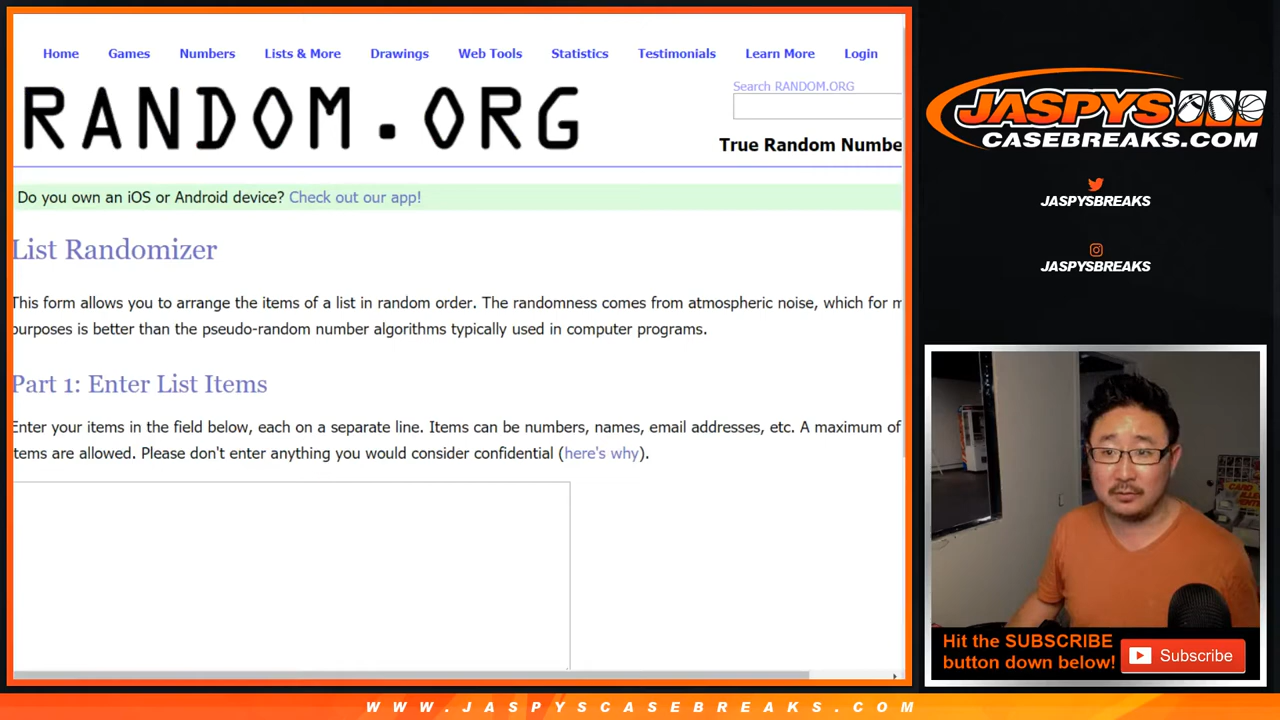 Home Games Numbers Lists & More Drawings Web Tools Statistics Testimonials Learn More Login
RANDOM.ORG
Search RANDOM.ORG
True Random Numbe
Do you own an iOS or Android device? Check out our app!
List Randomizer
This form allows you to arrange the items of a list in random order. The randomness comes from atmospheric noise, which for m
purposes is better than the pseudo-random number algorithms typically used in computer programs.
Part 1: Enter List Items
Enter your items in the field below, each on a separate line. Items can be numbers, names, email addresses, etc. A maximum of
tems are allowed. Please don't enter anything you would consider confidential (here's why).
JASPYS
CASEBREAKS.COM
JASPYSBREAKS
JASPYSBREAKS
Hit the SUBSCRIBE
button down below!
Subscribe
WWW.JASPYSCASEBREAKS.COM